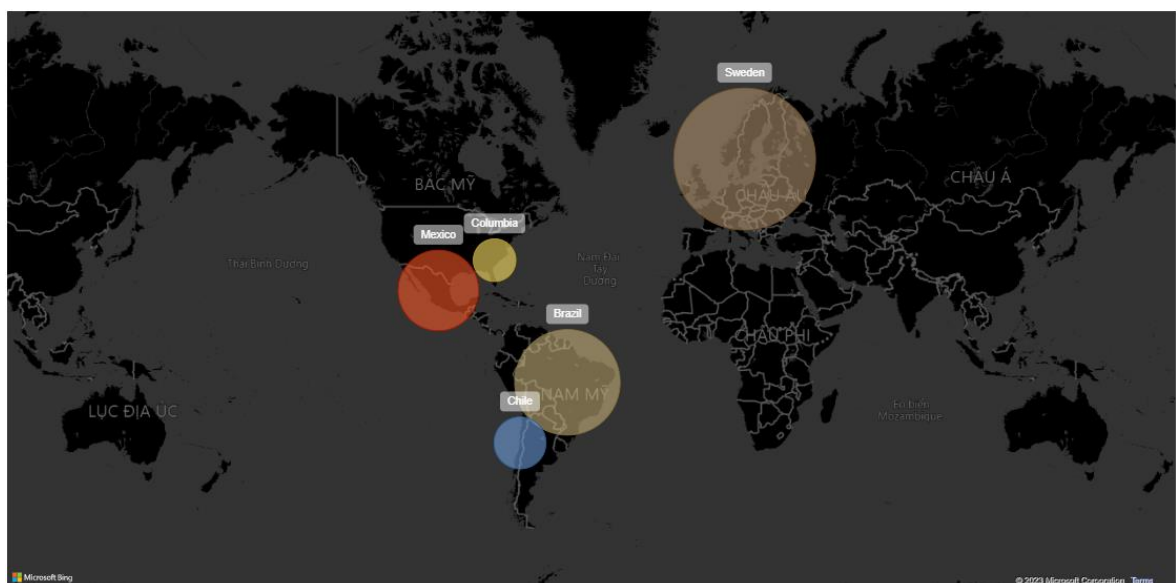 Sweden
BẮC MỸ
CHÂU ÂU
CHÂU Á
Columbia
Mexico
Thái Bình Dương
Nam Đại
Tây
Dương
Brazil
CHÂU PHI
NAM MỸ
Chile
LỤC ĐỊA ÚC
Eo biển
Mozambique
Microsoft Bing
© 2023 Microsoft Corporation Terms